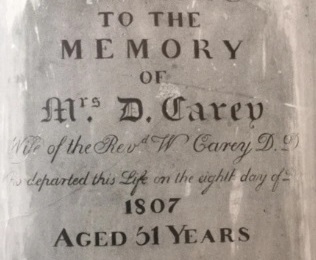 TO THE
MEMORY
OF
Mrs. D. Carey
Wife of the Revd W Carey D.D
departed this Life on the eighth day of
1807
AGED 51 YEARS